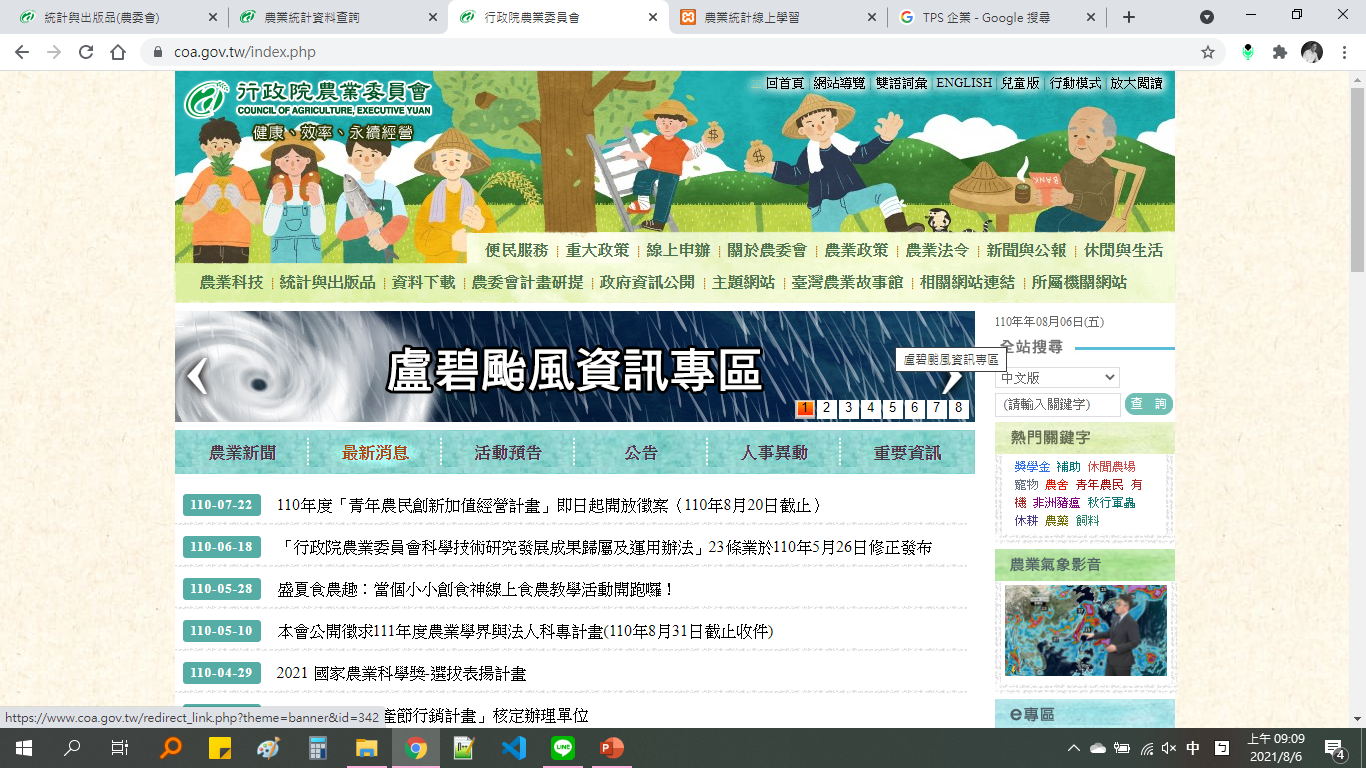 統計與出版品(農委會)
農業統計資料查詢
行政院農業委員會
農業統計線上學習
TPS 企業 - Google 搜尋
coa.gov.tw/index.php
行政院農業委員會
COUNCIL OF AGRICULTURE, EXECUTIVE YUAN
健康、效率、永續經營
回首頁 網站導覽 雙語詞彙 ENGLISH 兒童版 行動模式 放大閱讀
BANK
便民服務 重大政策 線上申辦 關於農委會 農業政策 農業法令 新聞與公報 休閒與生活
農業科技 統計與出版品 資料下載 農委會計畫研提 政府資訊公開 主題網站 臺灣農業故事館 相關網站連結 所屬機關網站
盧碧颱風資訊專區
盧碧颱風資訊專區
1 2 3 4 5 6 7 8
110年年08月06日(五)
全站搜尋
中文版
(請輸入關鍵字) 查 詢
熱門關鍵字
獎學金 補助 休閒農場
寵物 農舍 青年農民 有
機 非洲豬瘟 秋行軍蟲
休耕 農藥 飼料
農業氣象影音
e專區
農業新聞 最新消息 活動預告 公告 人事異動 重要資訊
110-07-22 110年度「青年農民創新加值經營計畫」即日起開放徵案（110年8月20日截止）
110-06-18 「行政院農業委員會科學技術研究發展成果歸屬及運用辦法」23條業於110年5月26日修正發布
110-05-28 盛夏食農趣：當個小小創食神線上食農教學活動開跑囉！
110-05-10 本會公開徵求111年度農業學界與法人科專計畫(110年8月31日截止收件)
110-04-29 2021 國家農業科學獎-選拔表揚計畫
產節行銷計畫」核定辦理單位
https://www.coa.gov.tw/redirect_link.php?theme=banner&id=342
LINE
中
上午 09:09
2021/8/6
4